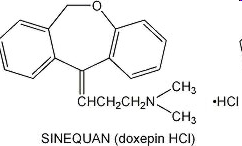 O
CHCH₂CH₂N
CH₃
CH₃
•HCl
SINEQUAN (doxepin HCl)